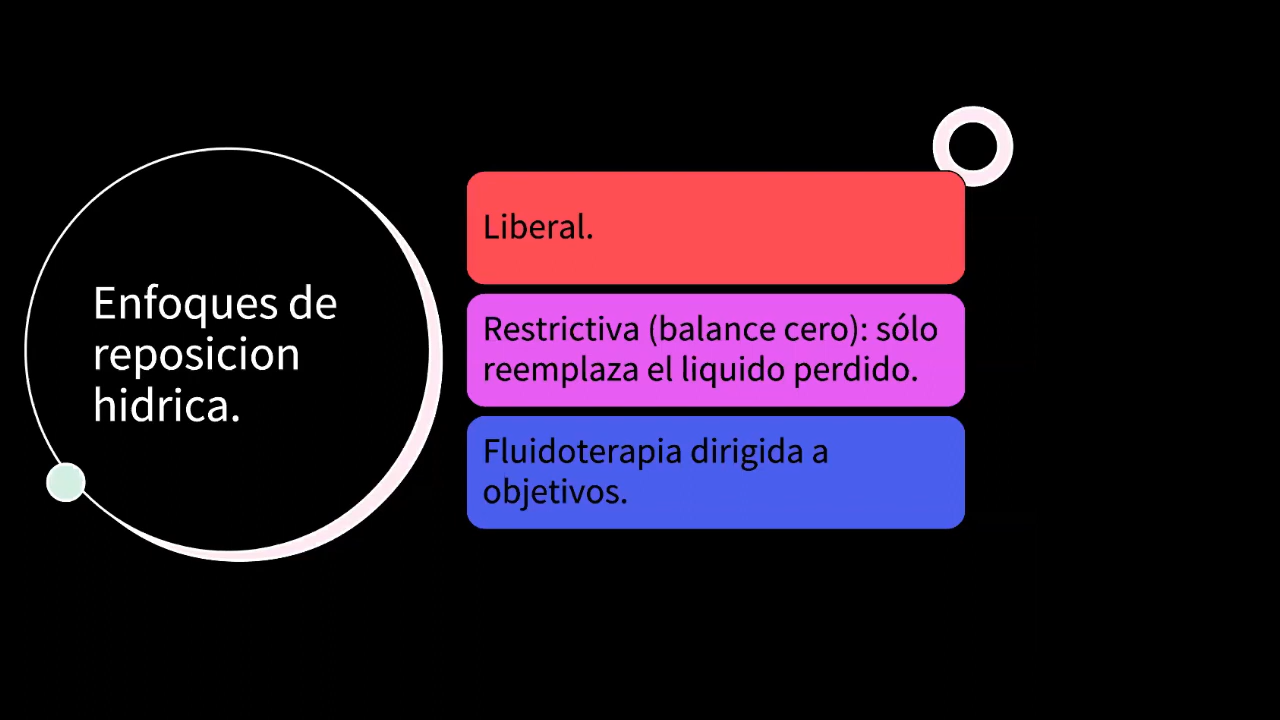 Enfoques de
reposicion
hidrica.
Liberal.
Restrictiva (balance cero): sólo
reemplaza el liquido perdido.
Fluidoterapia dirigida a
objetivos.